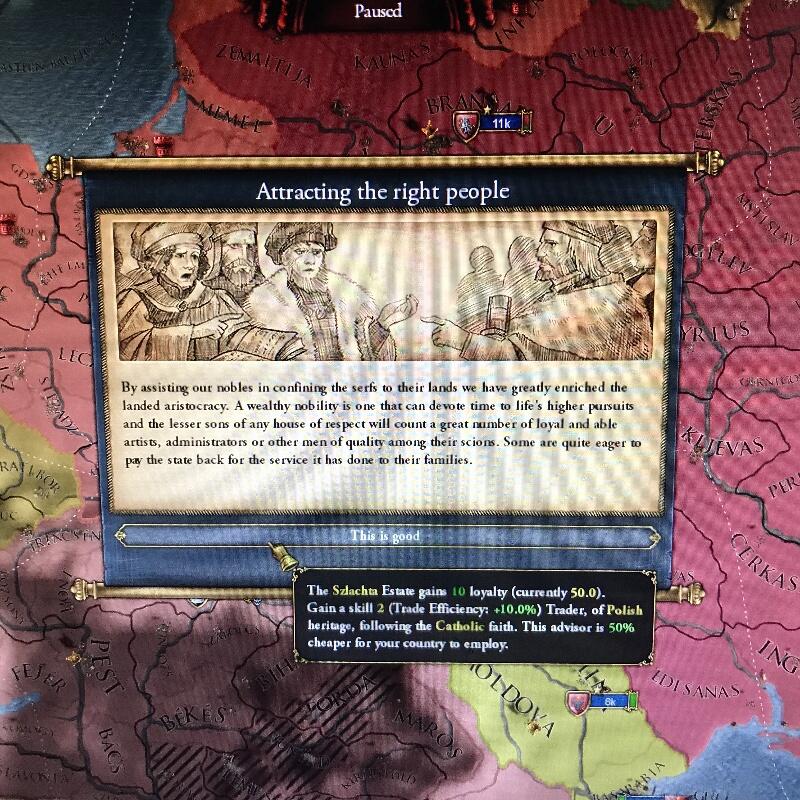 Paused
ZEMAITIJA
KAUNAS
POLOCK
MEMEL
11k
Attracting the right people
By assisting our nobles in confining the serfs to their lands we have greatly enriched the
landed aristocracy. A wealthy nobility is one that can devote time to life's higher pursuits
and the lesser sons of any house of respect will count a great number of loyal and able
artists, administrators or other men of quality among their scions. Some are quite eager to
pay the state back for the service it has done to their families.
This is good
The Szlachta Estate gains 10 loyalty (currently 50.0).
Gain a skill 2 (Trade Efficiency: +10.0%) Trader, of Polish
heritage, following the Catholic faith. This advisor is 50%
cheaper for your country to employ.
KIJEVAS
CERKAS
FEJER
PEST
BÉKÉS
TORDA
MAROS
BACS
MOLDOVA
8k
EDISANAS